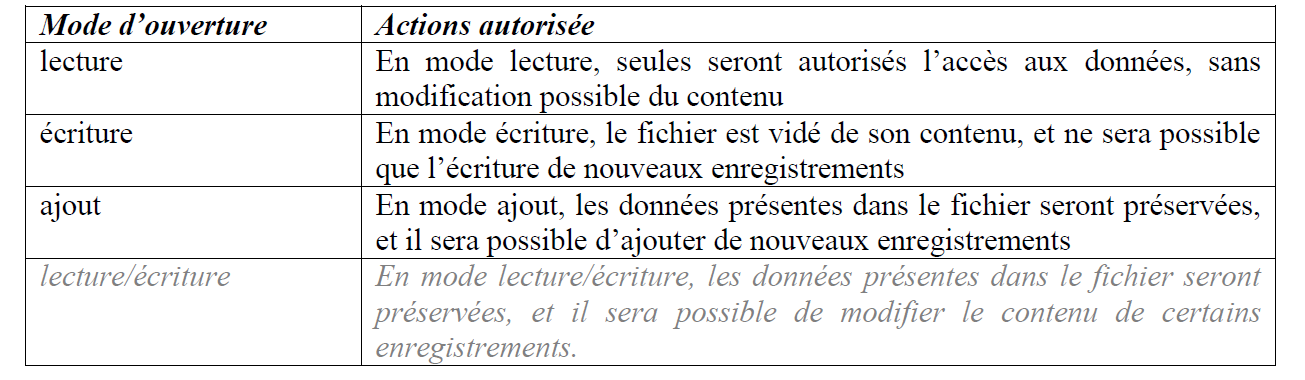 Mode d’ouverture
Actions autorisée
lecture
En mode lecture, seules seront autorisés l’accès aux données, sans
modification possible du contenu
écriture
En mode écriture, le fichier est vidé de son contenu, et ne sera possible
que l’écriture de nouveaux enregistrements
ajout
En mode ajout, les données présentes dans le fichier seront préservées,
et il sera possible d’ajouter de nouveaux enregistrements
lecture/écriture
En mode lecture/écriture, les données présentes dans le fichier seront
préservées, et il sera possible de modifier le contenu de certains
enregistrements.